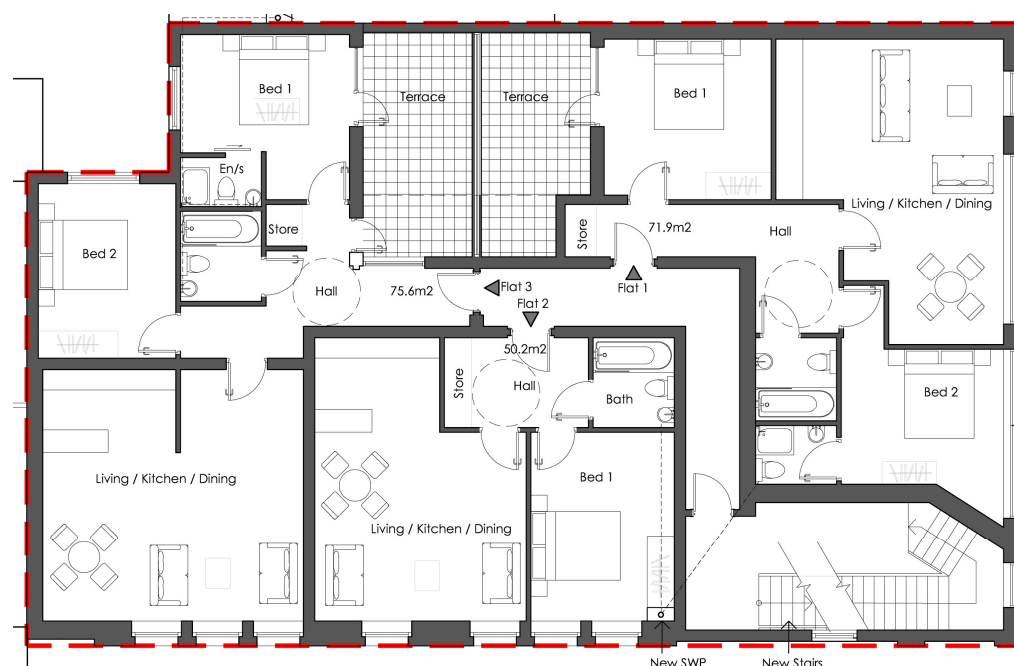 Bed 1
Terrace
Terrace
Bed 1
En/s
Living / Kitchen / Dining
Store
Store
71.9m2
Hall
Bed 2
Hall
75.6m2
Flat 3
Flat 2
Flat 1
50.2m2
Store
Hall
Bath
Bed 2
Living / Kitchen / Dining
Bed 1
Living / Kitchen / Dining
New SWP
New Stairs